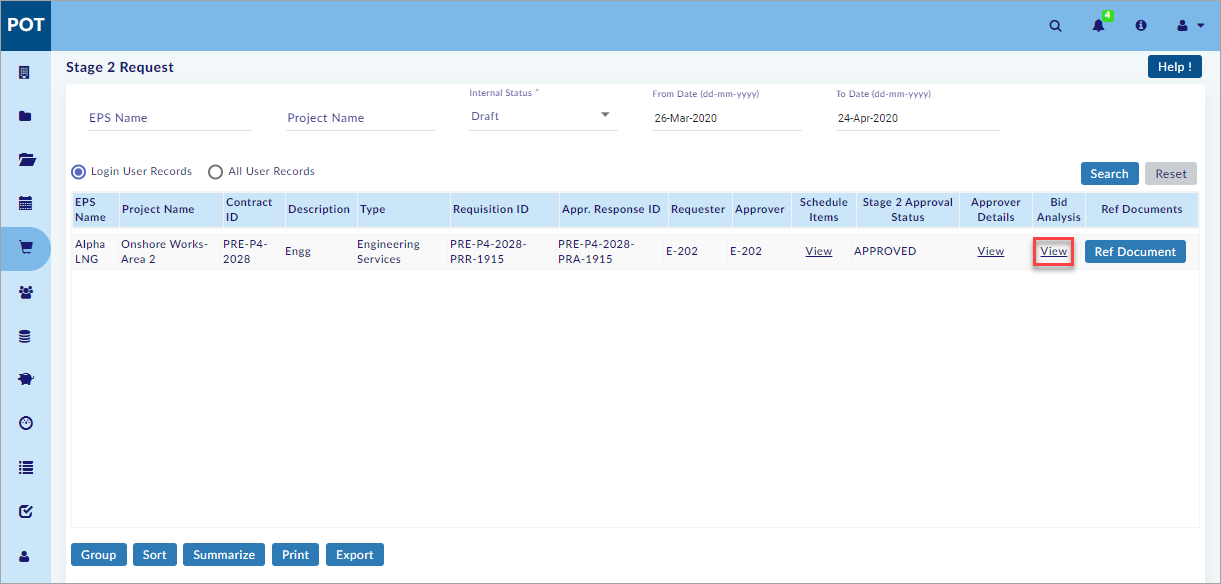 POT
4
Stage 2 Request
Help !
Internal Status *
From Date (dd-mm-yyyy)
To Date (dd-mm-yyyy)
EPS Name
Project Name
Draft
26-Mar-2020
24-Apr-2020
Login User Records
All User Records
Search
Reset
EPS
Name
Project Name
Contract
ID
Description
Type
Requisition ID
Appr. Response ID
Requester
Approver
Schedule
Items
Stage 2 Approval
Status
Approver
Details
Bid
Analysis
Ref Documents
Alpha
LNG
Onshore Works-
Area 2
PRE-P4-
2028
Engg
Engineering
Services
PRE-P4-2028-
PRR-1915
PRE-P4-2028-
PRA-1915
E-202
E-202
View
APPROVED
View
View
Ref Document
Group
Sort
Summarize
Print
Export